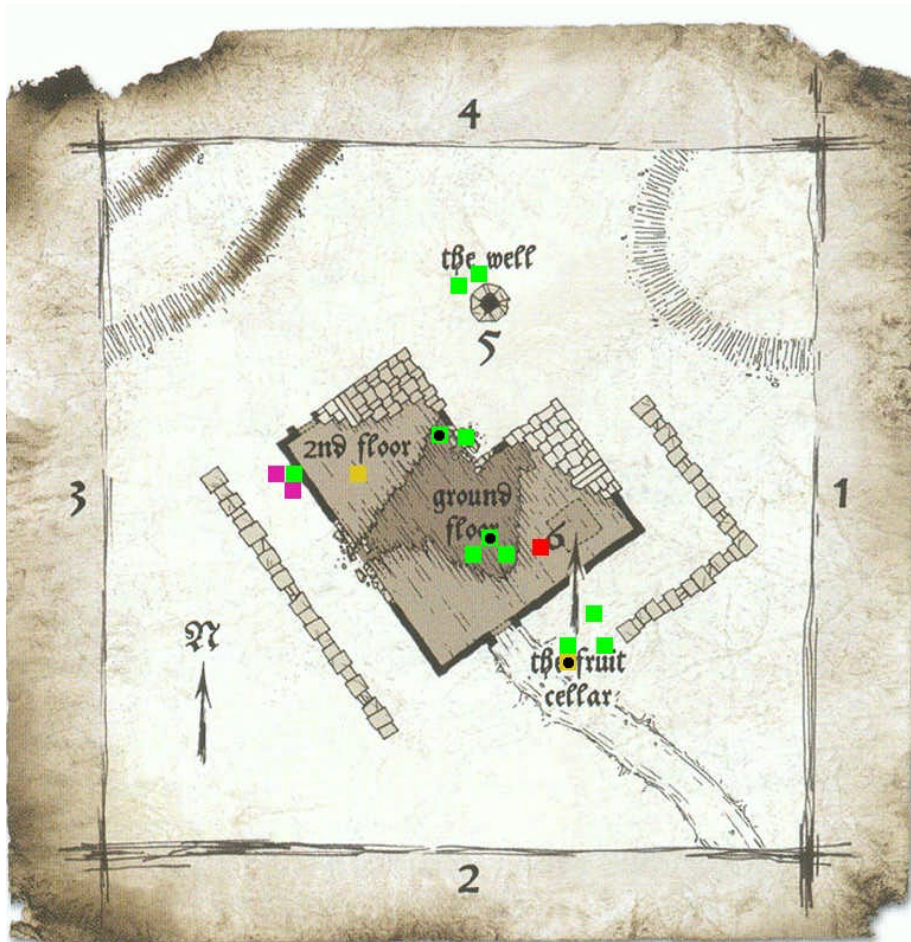 4
the well
5
2nd floor
ground
floor
6
3
1
N
the fruit
cellar
2